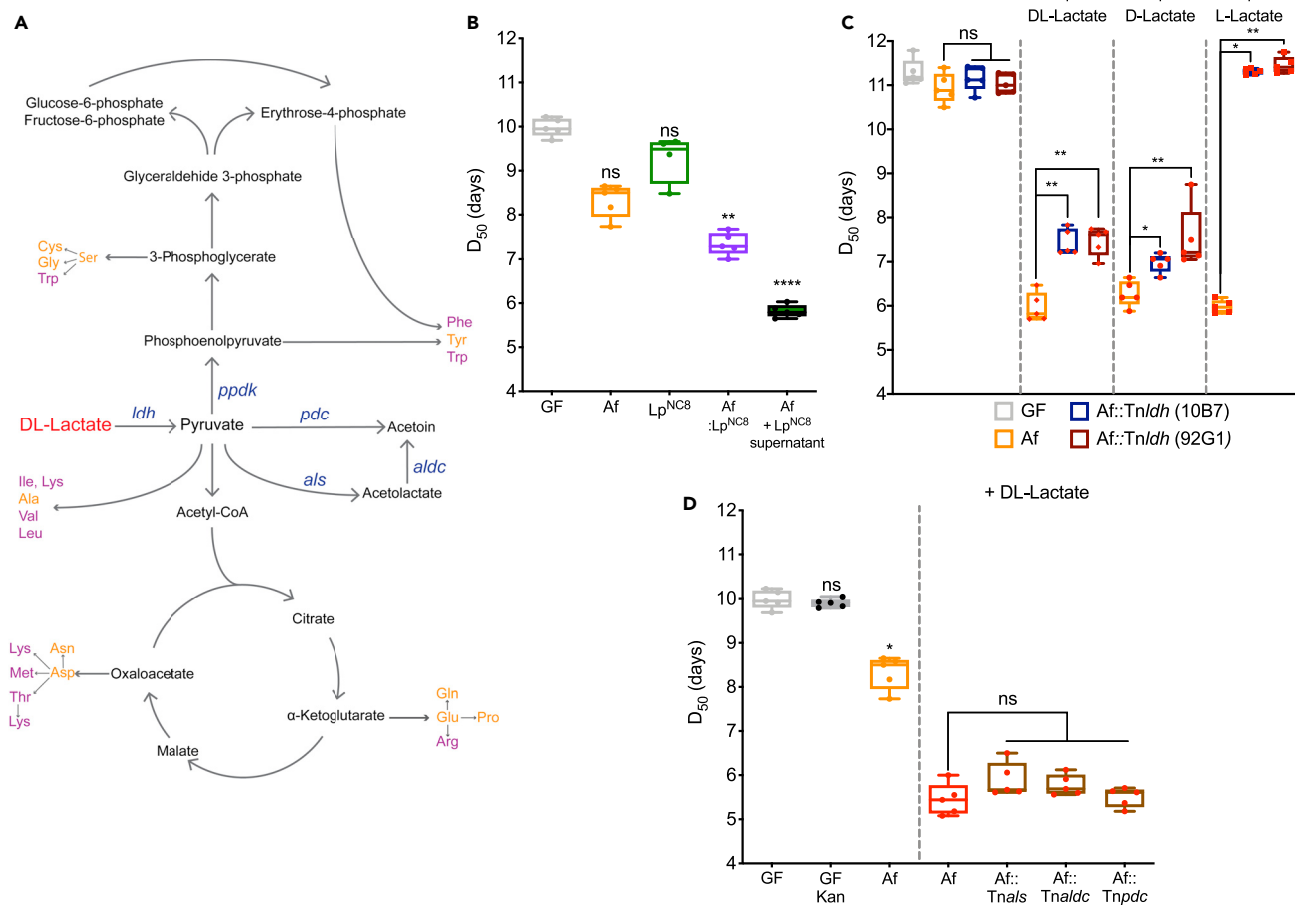 A
Glucose-6-phosphate
Fructose-6-phosphate
Erythrose-4-phosphate
Glyceraldehide 3-phosphate
Cys
Gly
Trp
Ser
3-Phosphoglycerate
Phosphoenolpyruvate
Phe
Tyr
Trp
ppdk
DL-Lactate
ldh
Pyruvate
pdc
Acetoin
als
aldc
Acetolactate
Ile, Lys
Ala
Val
Leu
Acetyl-CoA
Citrate
Lys
Asn
Met
Asp
Thr
Lys
Oxaloacetate
Malate
α-Ketoglutarate
Gln
Glu
Pro
Arg
B
D50 (days)
12
11
10
9
8
7
6
5
4
ns
ns
**
****
GF
Af
LpNC8
Af
:LpNC8
Af
+ LpNC8
supernatant
C
DL-Lactate
D-Lactate
L-Lactate
D50 (days)
12
11
10
9
8
7
6
5
4
ns
**
**
**
*
**
*
GF
Af::Tnldh (10B7)
Af
Af::Tnldh (92G1)
D
+ DL-Lactate
D50 (days)
12
11
10
9
8
7
6
5
4
ns
*
ns
GF
GF
Kan
Af
Af
Af::
Tnals
Af::
Tnaldc
Af::
Tnpdc